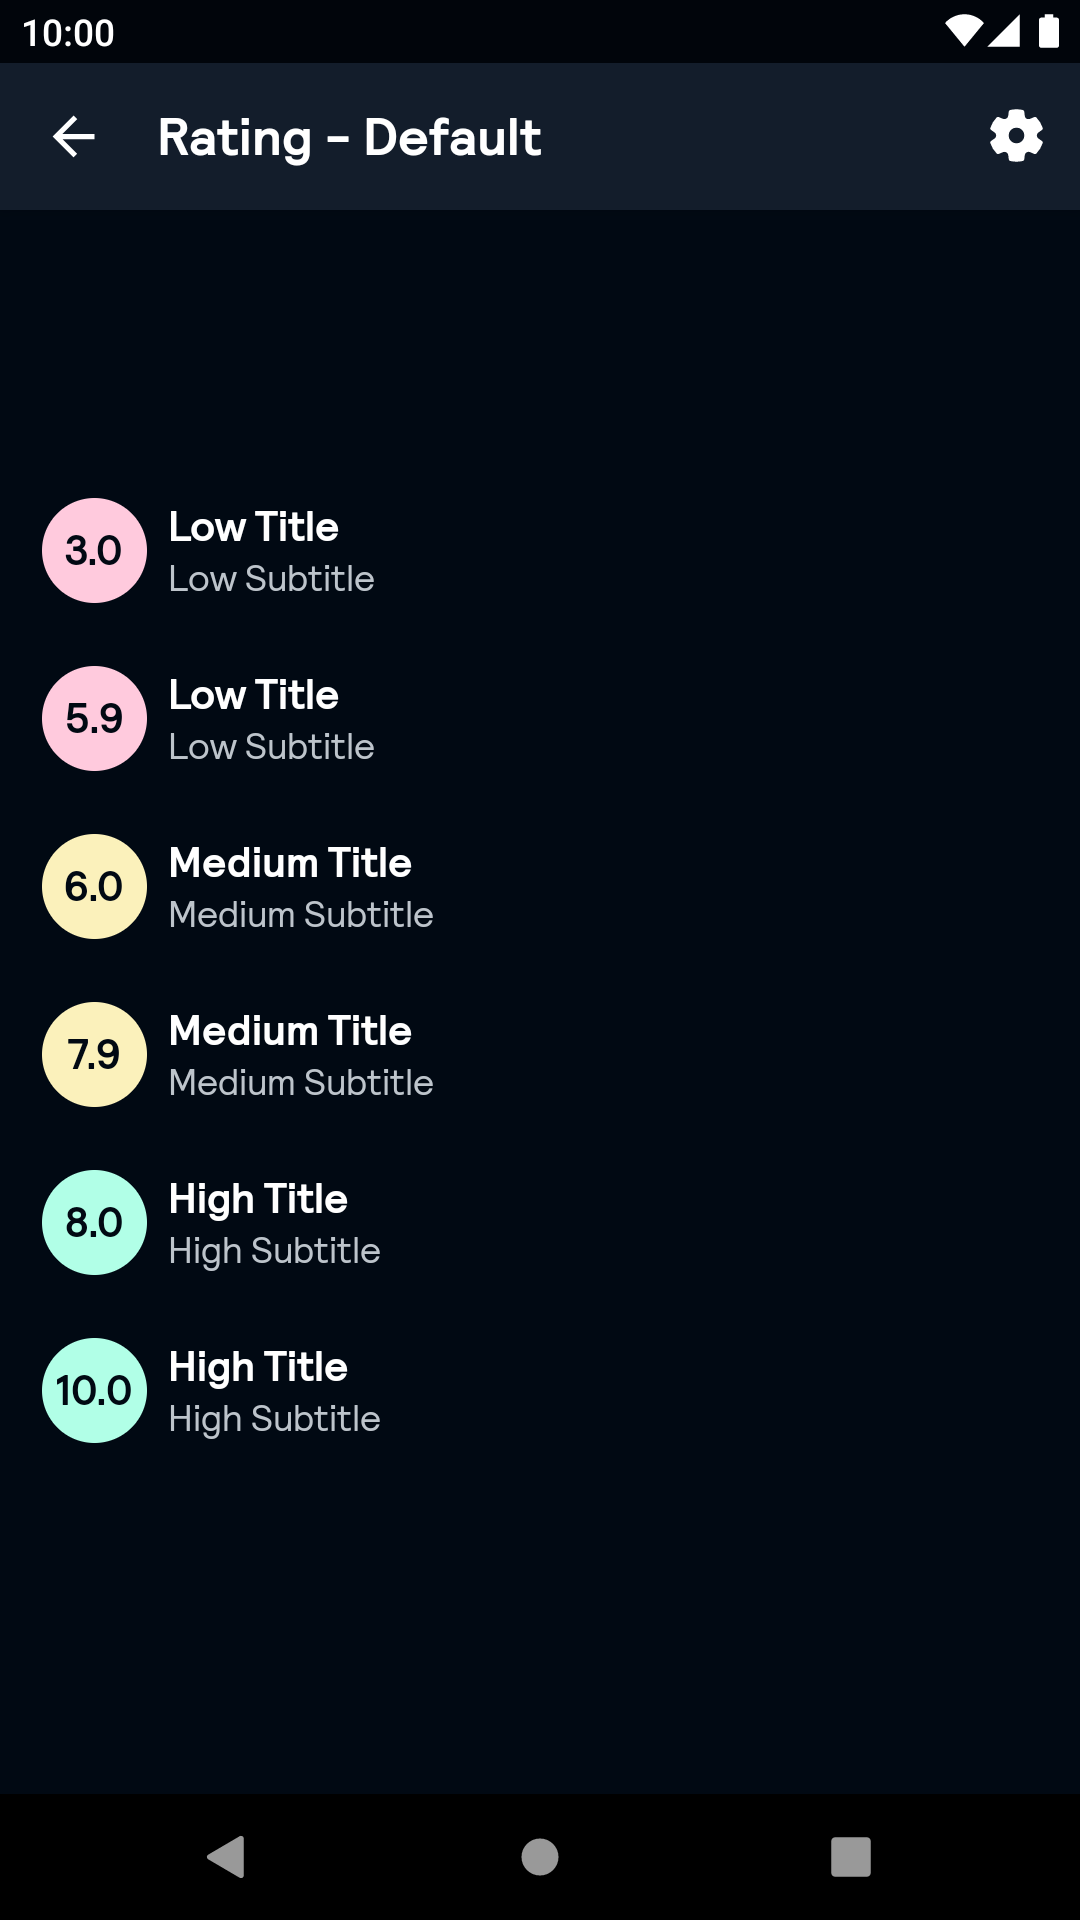 10:00
Rating - Default
3.0
Low Title
Low Subtitle
5.9
Low Title
Low Subtitle
6.0
Medium Title
Medium Subtitle
7.9
Medium Title
Medium Subtitle
8.0
High Title
High Subtitle
10.0
High Title
High Subtitle